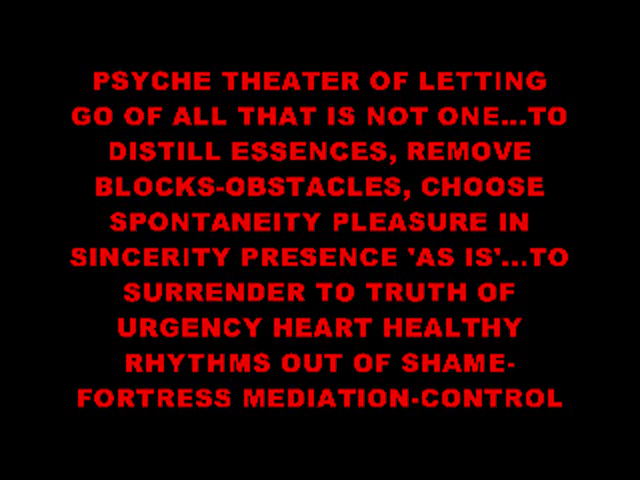 PSYCHE THEATER OF LETTING
GO OF ALL THAT IS NOT ONE...TO
DISTILL ESSENCES, REMOVE
BLOCKS-OBSTACLES, CHOOSE
SPONTANEITY PLEASURE IN
SINCERITY PRESENCE 'AS IS'...TO
SURRENDER TO TRUTH OF
URGENCY HEART HEALTHY
RHYTHMS OUT OF SHAME-
FORTRESS MEDIATION-CONTROL